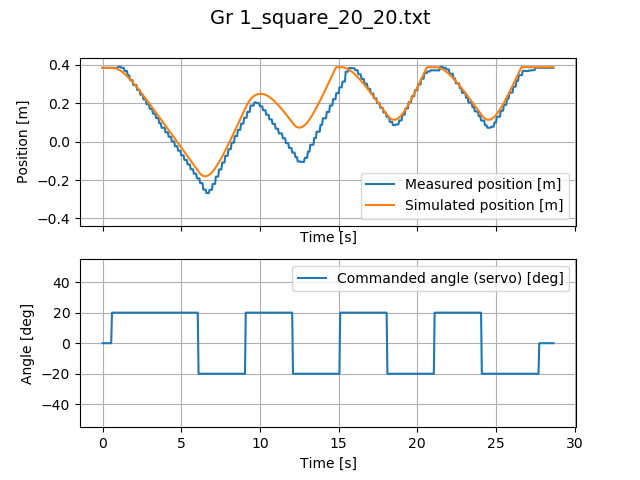 Gr 1_square_20_20.txt
0.4
0.2
0.0
−0.2
−0.4
Position [m]
Measured position [m]
Simulated position [m]
Time [s]
40
20
0
−20
−40
Angle [deg]
Commanded angle (servo) [deg]
0 5 10 15 20 25 30
Time [s]